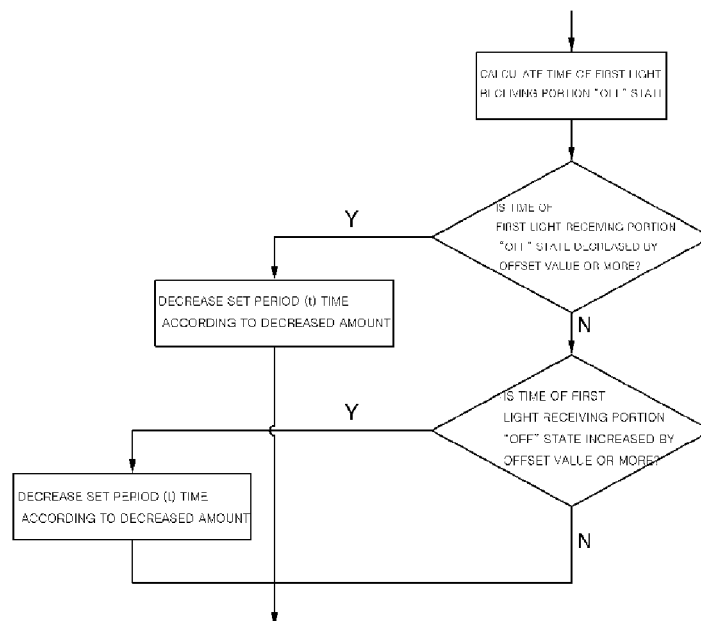 CALCULATE TIME OF FIRST LIGHT
RECEIVING PORTION "OFF" STATE
IS TIME OF
FIRST LIGHT RECEIVING PORTION
"OFF" STATE DECREASED BY
OFFSET VALUE OR MORE?
Y
DECREASE SET PERIOD (t) TIME
ACCORDING TO DECREASED AMOUNT
N
IS TIME OF FIRST
LIGHT RECEIVING PORTION
"OFF" STATE INCREASED BY
OFFSET VALUE OR MORE?
Y
DECREASE SET PERIOD (t) TIME
ACCORDING TO DECREASED AMOUNT
N